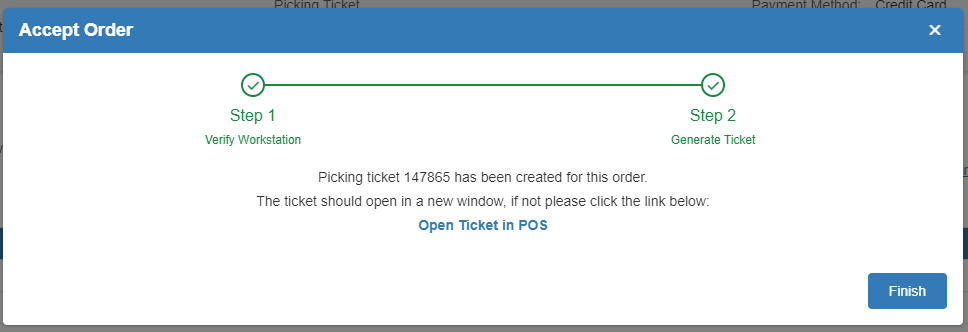 Picking Ticket
Payment Method: Credit Card
Accept Order
Step 1
Step 2
Verify Workstation
Generate Ticket
Picking ticket 147865 has been created for this order.
The ticket should open in a new window, if not please click the link below:
Open Ticket in POS
Finish